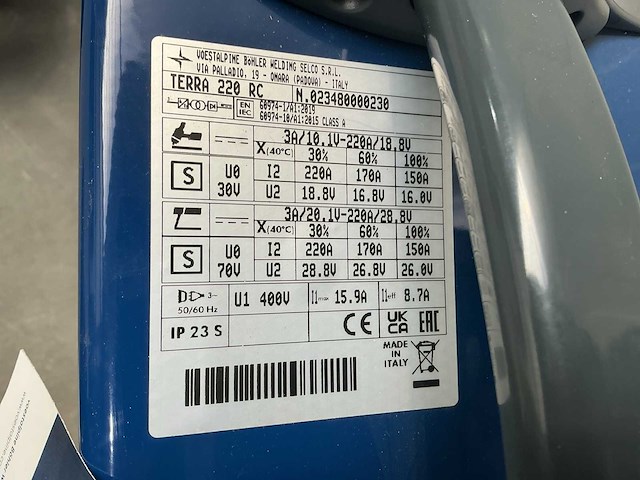 VOESTALPINE BöHLER WELDING SELCO S.R.L.
VIA PALLADIO, 19 - ONARA (PADOVA) - ITALY
TERRA 220 RC N.023480000230
EN IEC 60974-1/A1:2019
60974-10/A1:2015 CLASS A
3A/10.1V-220A/18.8V
X(40°C) 30% 60% 100%
S U0 I2 220A 170A 150A
30V U2 18.8V 16.8V 16.0V
3A/20.1V-220A/28.8V
X(40°C) 30% 60% 100%
S U0 I2 220A 170A 150A
70V U2 28.8V 26.8V 26.0V
3~ 50/60 Hz U1 400V I1max 15.9A I1eff 8.7A
IP 23 S CE UK CA EAC
MADE IN ITALY
voestalpine Böhler